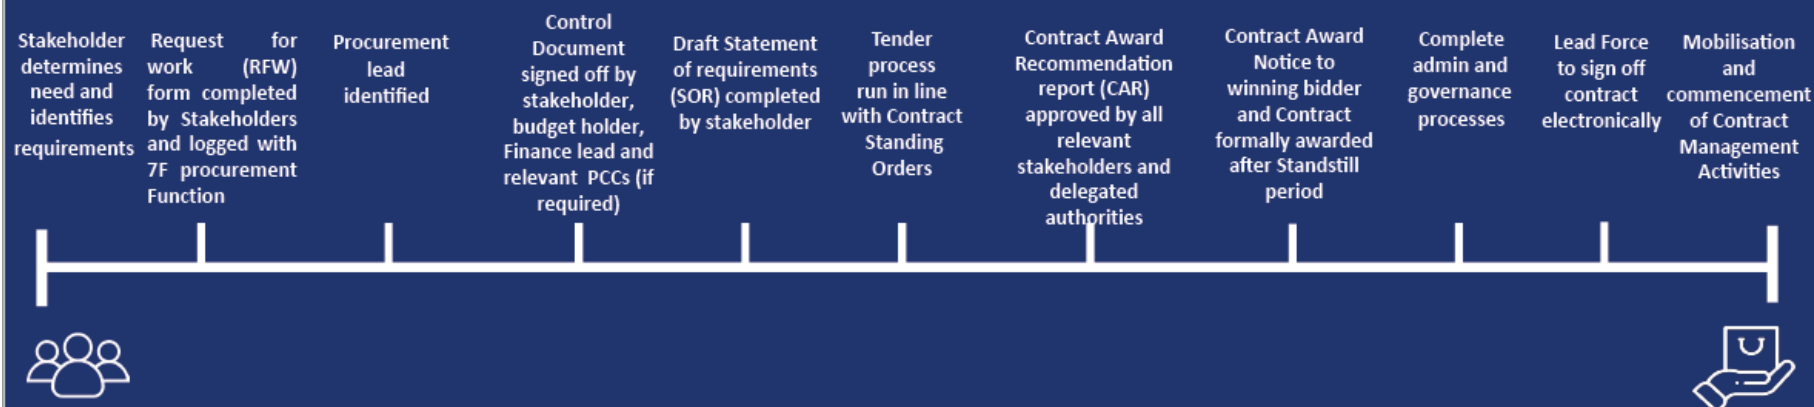 Stakeholder
determines
need and
identifies
requirements
Request for
work (RFW)
form completed
by Stakeholders
and logged with
7F procurement
Function
Procurement
lead
identified
Control
Document
signed off by
stakeholder,
budget holder,
Finance lead and
relevant PCCs (if
required)
Draft Statement
of requirements
(SOR) completed
by stakeholder
Tender
process
run in line
with Contract
Standing
Orders
Contract Award
Recommendation
report (CAR)
approved by all
relevant
stakeholders and
delegated
authorities
Contract Award
Notice to
winning bidder
and Contract
formally awarded
after Standstill
period
Complete
admin and
governance
processes
Lead Force
to sign off
contract
electronically
Mobilisation
and
commencement
of Contract
Management
Activities